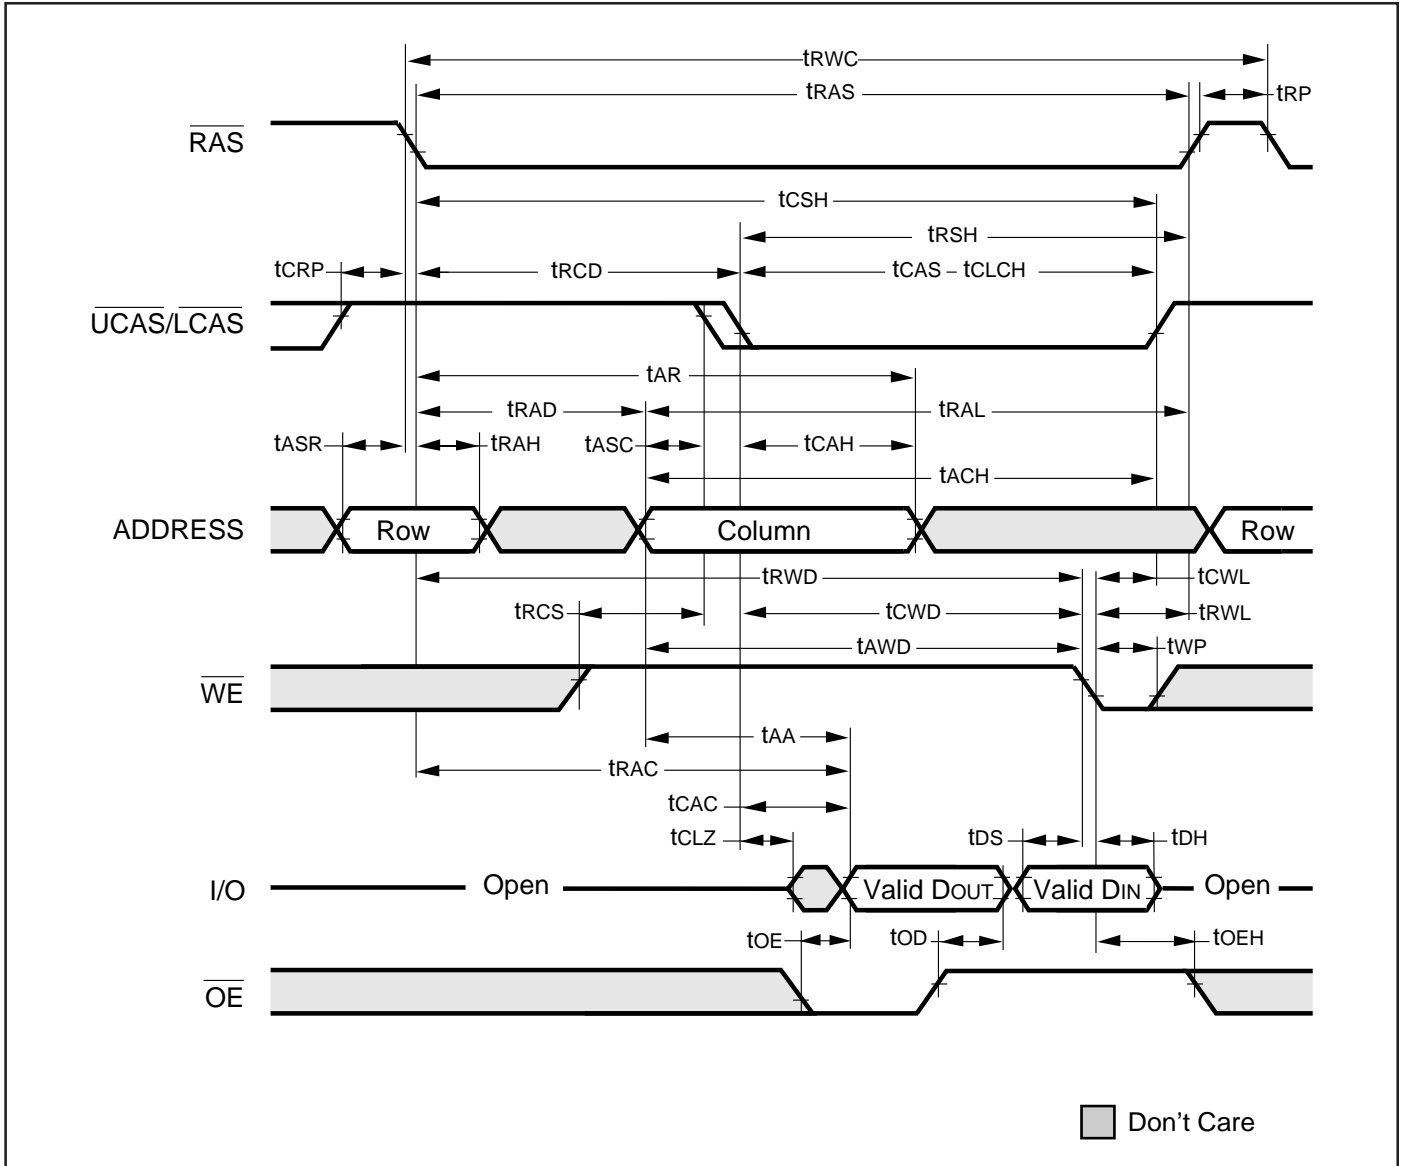 tRWC
tRAS
tRP
RAS
tCSH
tRSH
tCRP
tRCD
tCAS – tCLCH
UCAS/LCAS
tAR
tRAD
tRAL
tASR
tRAH
tASC
tCAH
tACH
ADDRESS
Row
Column
Row
tRWD
tCWL
tRCS
tCWD
tRWL
tAWD
tWP
WE
tAA
tRAC
tCAC
tCLZ
tDS
tDH
I/O
Open
Valid DOUT
Valid DIN
Open
tOE
tOD
tOEH
OE
Don't Care